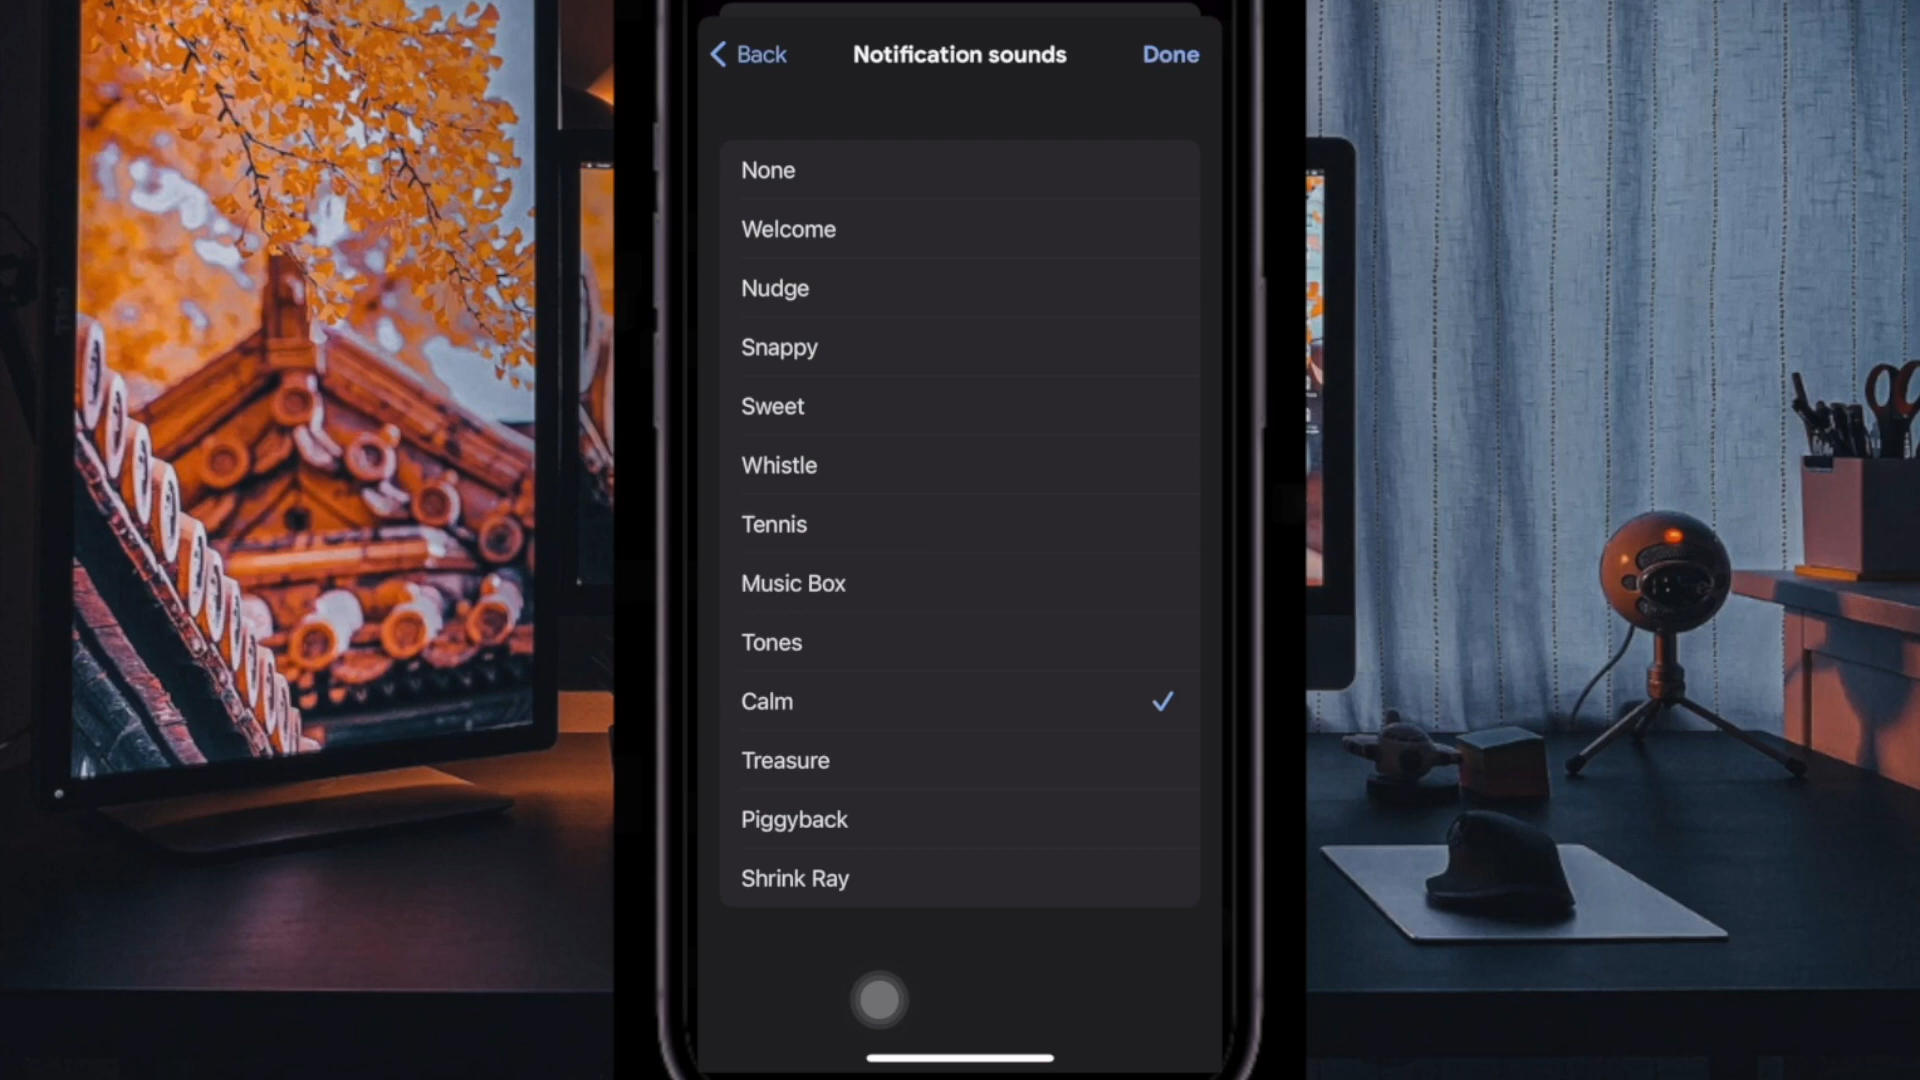 Back
Notification sounds
Done
None
Welcome
Nudge
Snappy
Sweet
Whistle
Tennis
Music Box
Tones
Calm
Treasure
Piggyback
Shrink Ray